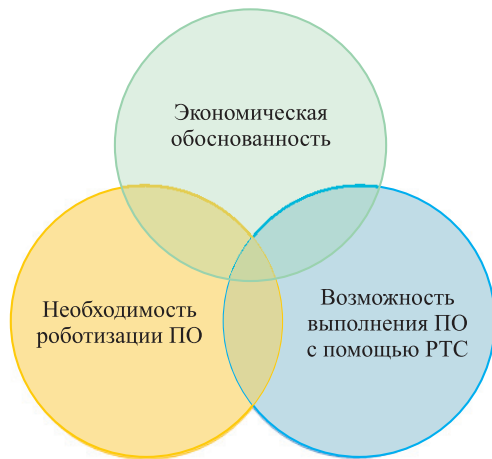 Экономическая
обоснованность
Необходимость
роботизации ПО
Возможность
выполнения ПО
с помощью РТС